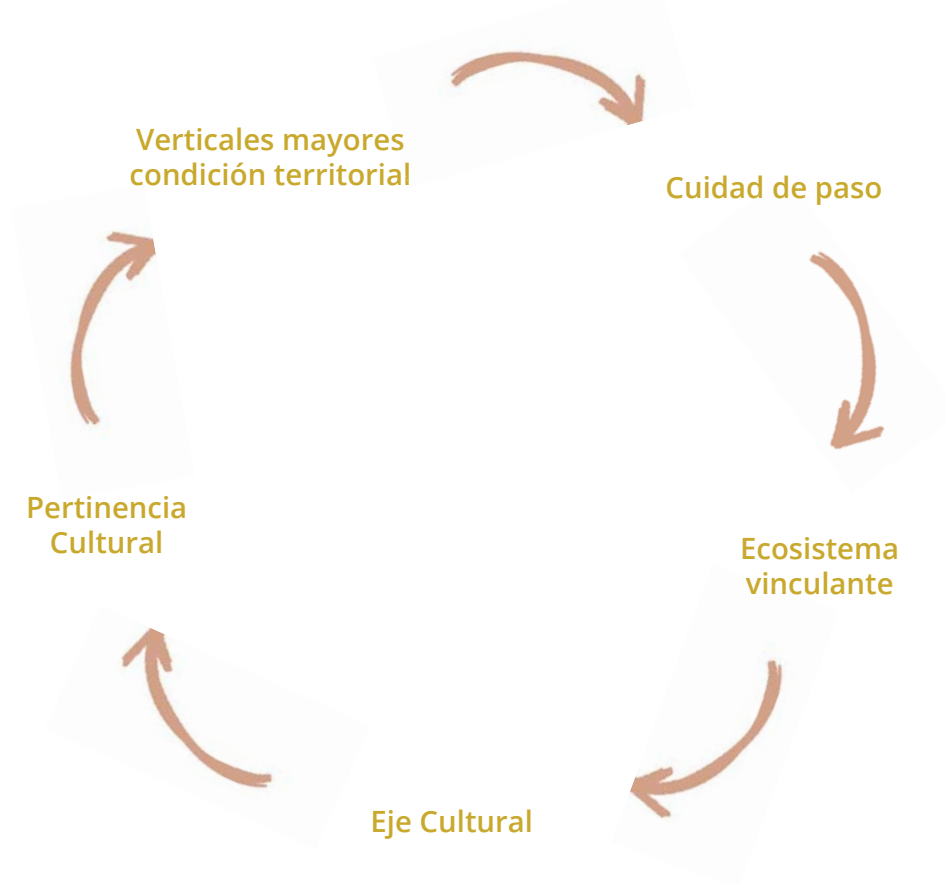 Verticales mayores
condición territorial
Cuidad de paso
Ecosistema
vinculante
Eje Cultural
Pertinencia
Cultural